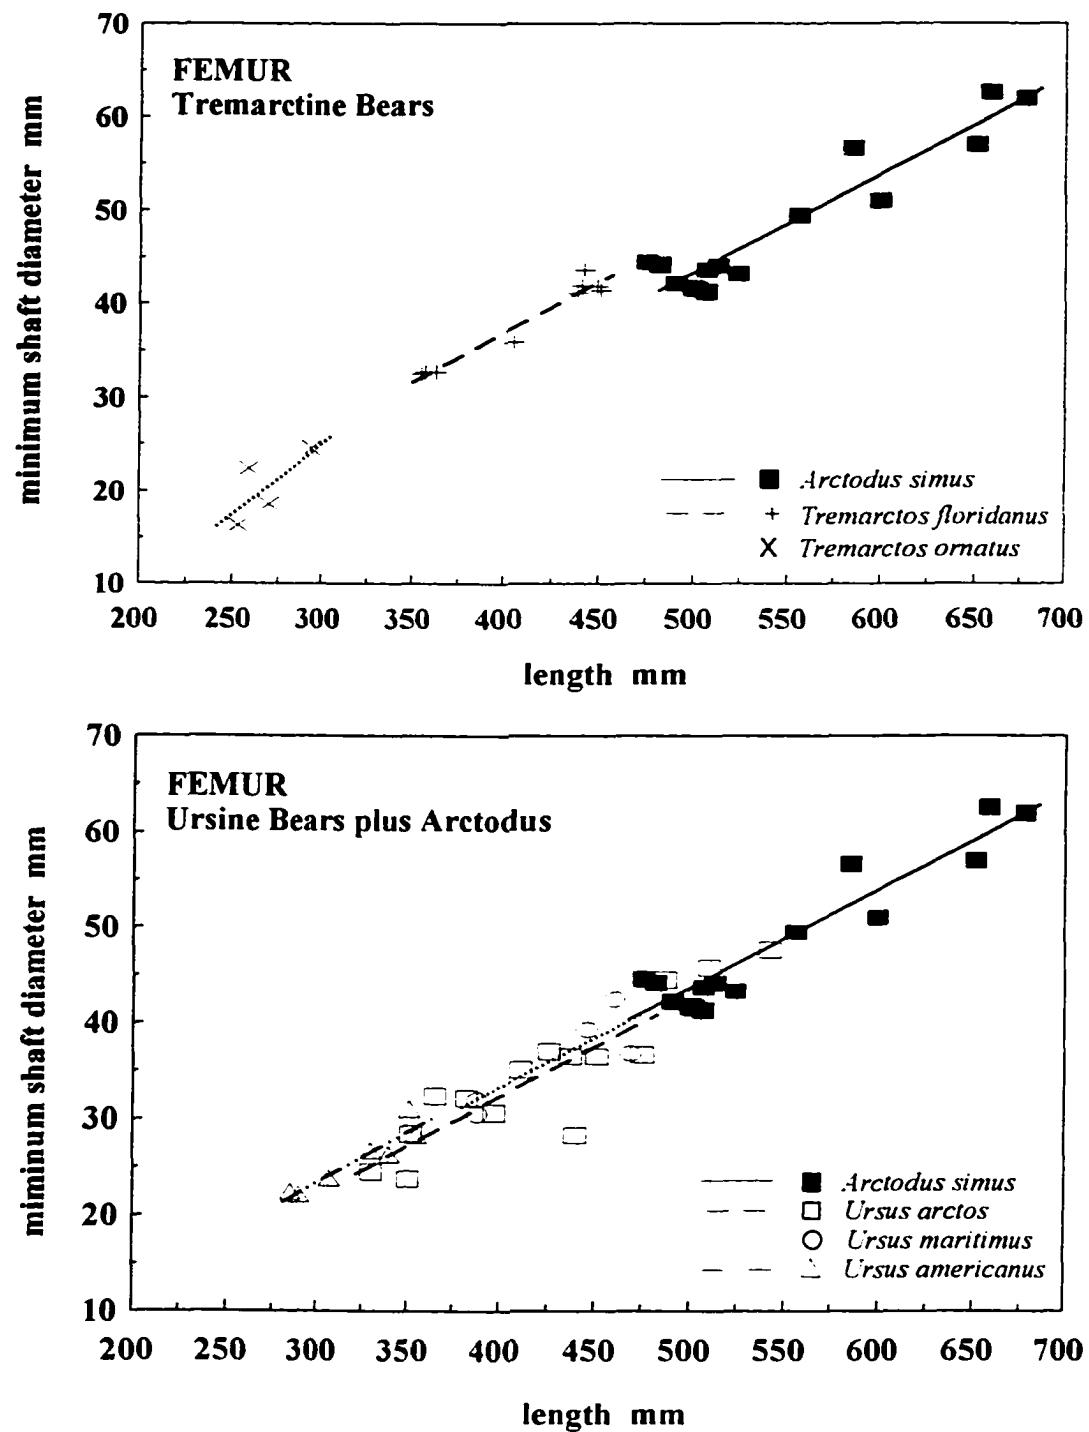 70
60
50
40
30
20
10
minimum shaft diameter mm
FEMUR
Tremarctine Bears
Arctodus simus
Tremarctos floridanus
Tremarctos ornatus
200 250 300 350 400 450 500 550 600 650 700
length mm
70
60
50
40
30
20
10
miminum shaft diameter mm
FEMUR
Ursine Bears plus Arctodus
Arctodus simus
Ursus arctos
Ursus maritimus
Ursus americanus
200 250 300 350 400 450 500 550 600 650 700
length mm